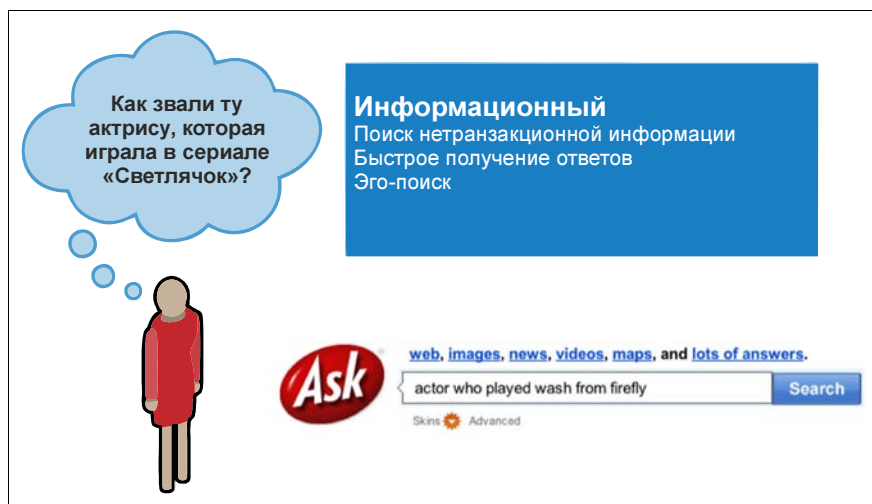 Как звали ту
актрису, которая
играла в сериале
«Светлячок»?
Информационный
Поиск нетранзакционной информации
Быстрое получение ответов
Эго-поиск
web, images, news, videos, maps, and lots of answers.
Ask
actor who played wash from firefly
Search
Skins Advanced